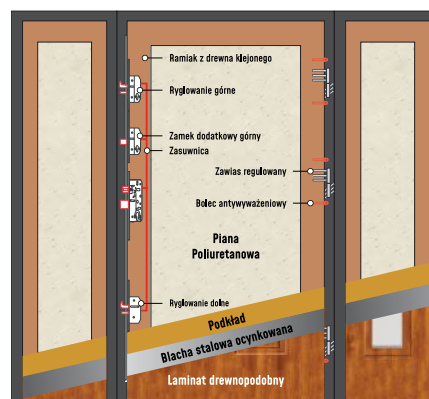 Ramiak z drewna klejonego
Ryglowanie górne
Zamek dodatkowy górny
Zasuwnica
Zawias regulowany
Bolec antywyważeniowy
Piana
Poliuretanowa
Ryglowanie dolne
Podkład
Blacha stalowa ocynkowana
Laminat drewnopodobny